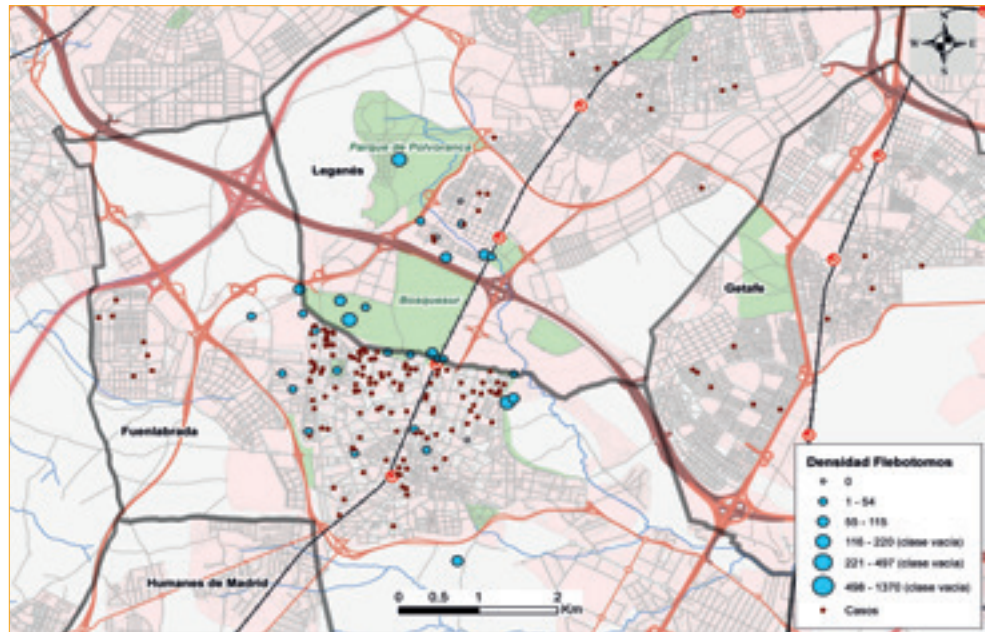 N
W E
S
Parque de Polvoranca
Leganés
Bosquesur
Getafe
Fuenlabrada
Humanes de Madrid
Densidad Flebotomos
0
1 - 54
55 - 115
116 - 220 (clase vacía)
221 - 497 (clase vacía)
498 - 1370 (clase vacía)
Casos
0 0.5 1 2
Km